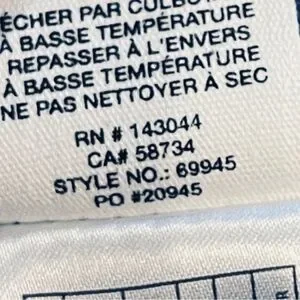 SÉCHER PAR CULBU
À BASSE TEMPÉRATURE
REPASSER À L'ENVERS
À BASSE TEMPÉRATURE
NE PAS NETTOYER À SEC
RN # 143044
CA# 58734
STYLE NO.: 69945
PO #20945